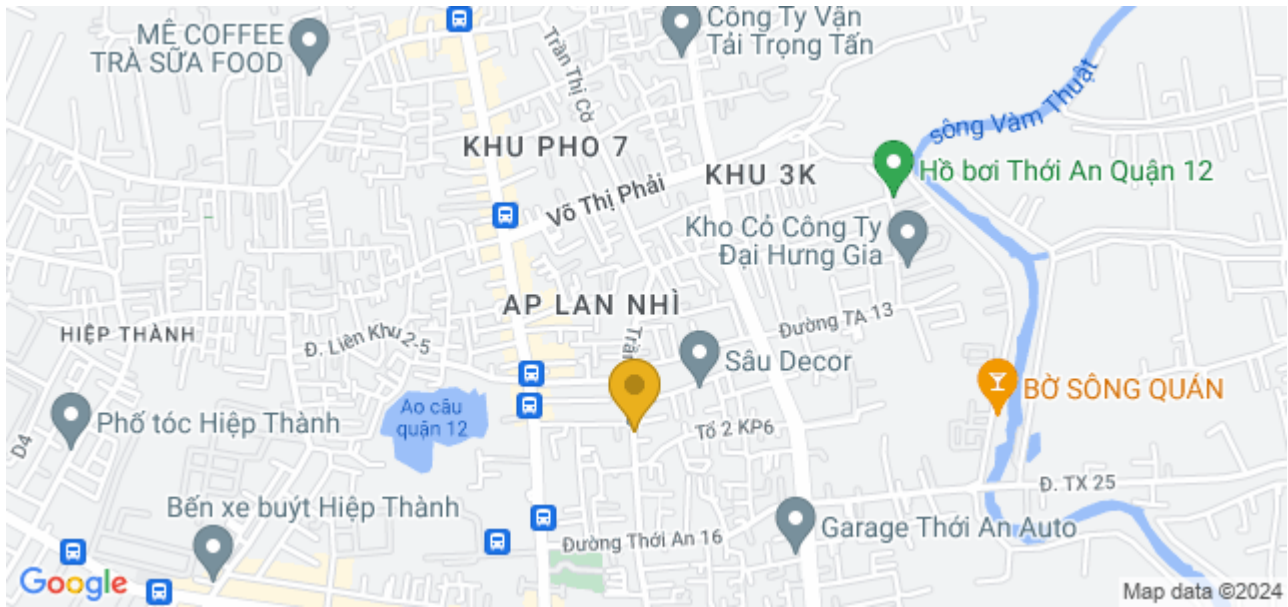 MÊ COFFEE
TRÀ SỮA FOOD
Công Ty Vận
Tải Trọng Tấn
Trần Thị Cờ
sông Vàm Thuật
KHU PHO 7
KHU 3K
Hồ bơi Thới An Quận 12
Võ Thị Phải
Kho Cỏ Công Ty
Đại Hưng Gia
AP LAN NHÌ
HIỆP THÀNH
Đ. Liên Khu 2-5
Trần
Đường TA 13
Sâu Decor
BỜ SÔNG QUÁN
Ao câu
quận 12
Phố tóc Hiệp Thành
D4
Tổ 2 KP6
Đ. TX 25
Bến xe buýt Hiệp Thành
Garage Thới An Auto
Đường Thới An 16
Google
Map data ©2024